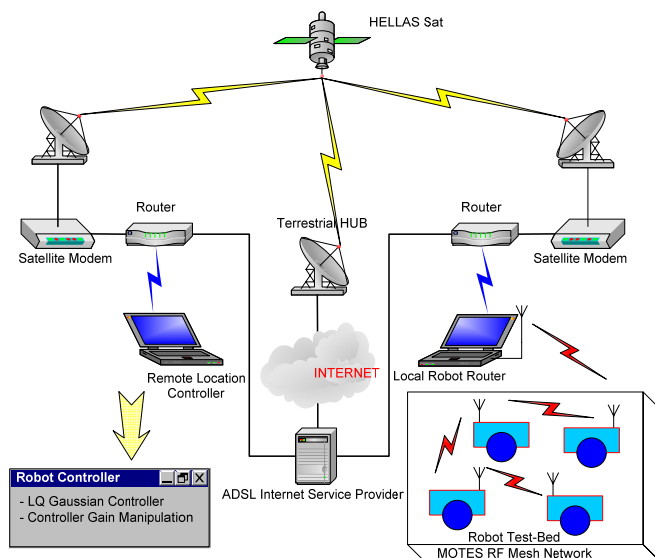 HELLAS Sat
Router
Terrestrial HUB
Router
Satellite Modem
Satellite Modem
INTERNET
Remote Location
Controller
Local Robot Router
Robot Controller
- LQ Gaussian Controller
- Controller Gain Manipulation
ADSL Internet Service Provider
Robot Test-Bed
MOTES RF Mesh Network